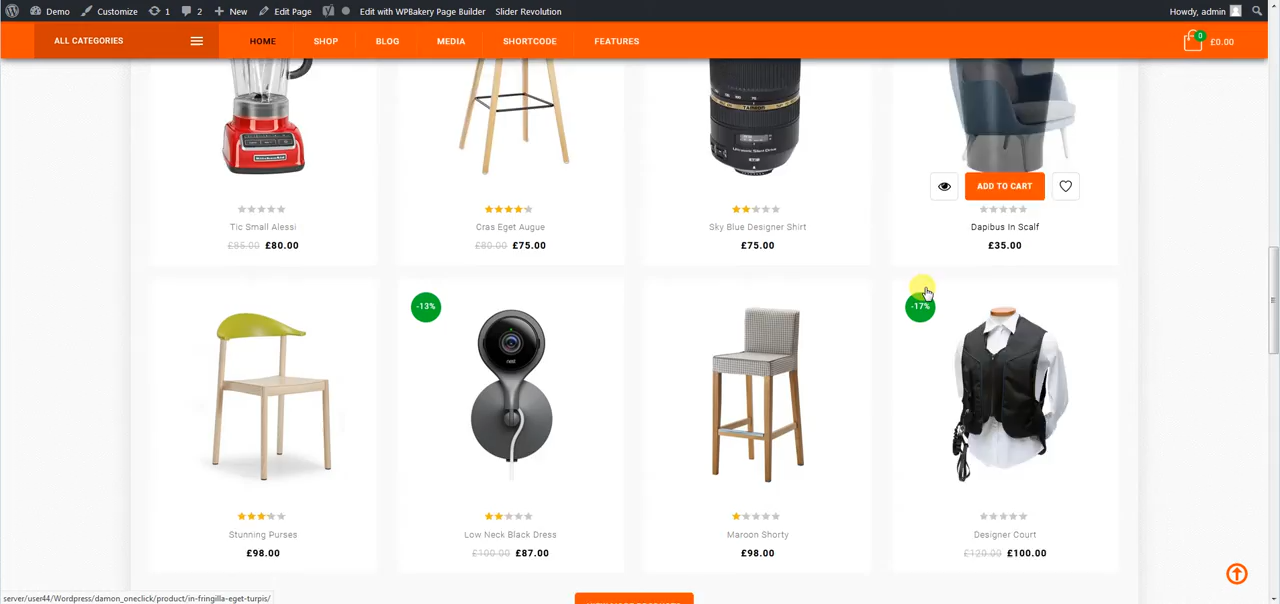 Demo 1 2 New Edit Page Edit with WPBakery Page Builder Slider Revolution Howdy, admin
Customize
ALL CATEGORIES HOME SHOP BLOG MEDIA SHORTCODE FEATURES 0 £0.00
KitchenAid
TAMRON
ADD TO CART
Tic Small Alessi Cras Eget Augue Sky Blue Designer Shirt Dapibus In Scalf
£85.00 £80.00 £80.00 £75.00 £75.00 £35.00
-13% -17%
nest
Stunning Purses Low Neck Black Dress Maroon Shorty Designer Court
£98.00 £100.00 £87.00 £98.00 £120.00 £100.00
server/user44/Wordpress/damon_oneclick/product/in-fringilla-eget-turpis/